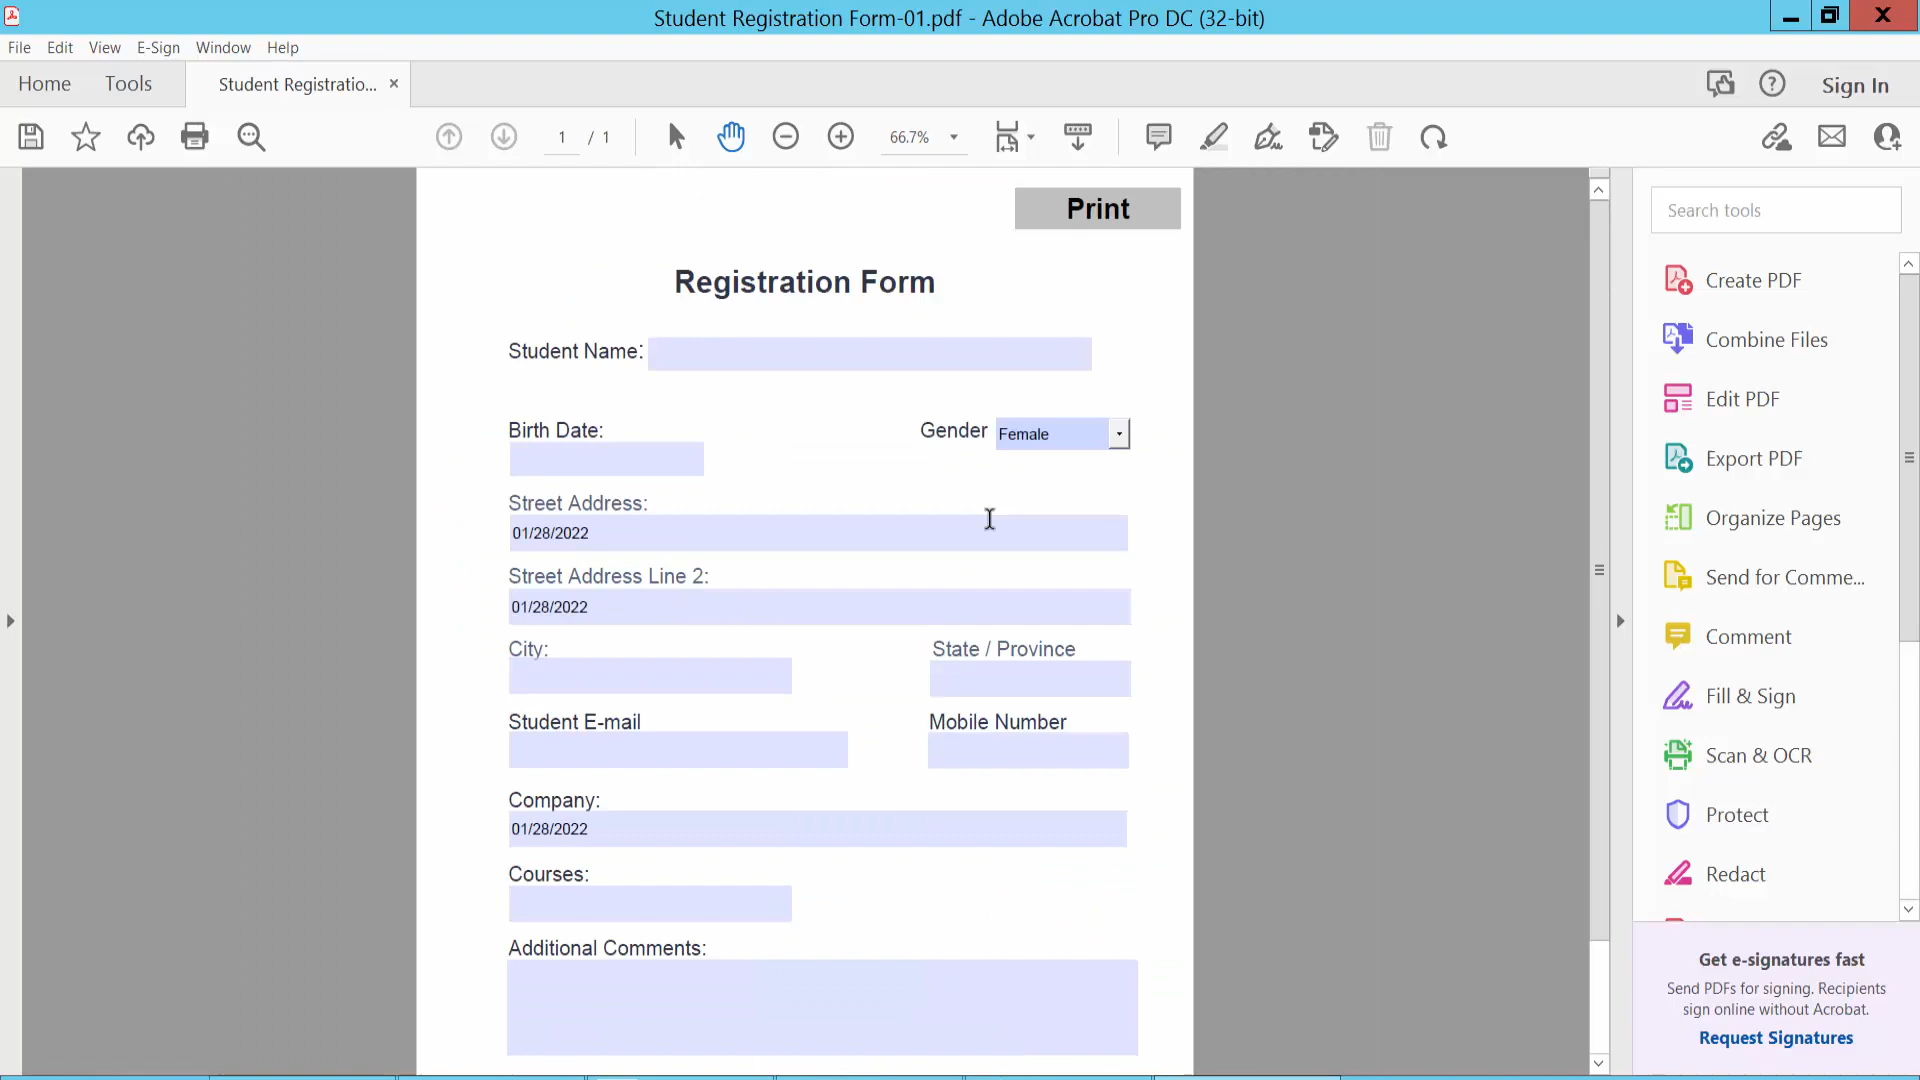 Student Registration Form-01.pdf - Adobe Acrobat Pro DC (32-bit)
File Edit View E-Sign Window Help
Home Tools Student Registratio... × Sign In
1 / 1 66.7%
Print
Registration Form
Student Name:
Birth Date: Gender Female
Street Address:
01/28/2022
Street Address Line 2:
01/28/2022
City: State / Province
Student E-mail Mobile Number
Company:
01/28/2022
Courses:
Additional Comments:
Search tools
Create PDF
Combine Files
Edit PDF
Export PDF
Organize Pages
Send for Comme...
Comment
Fill & Sign
Scan & OCR
Protect
Redact
Get e-signatures fast
Send PDFs for signing. Recipients
sign online without Acrobat.
Request Signatures